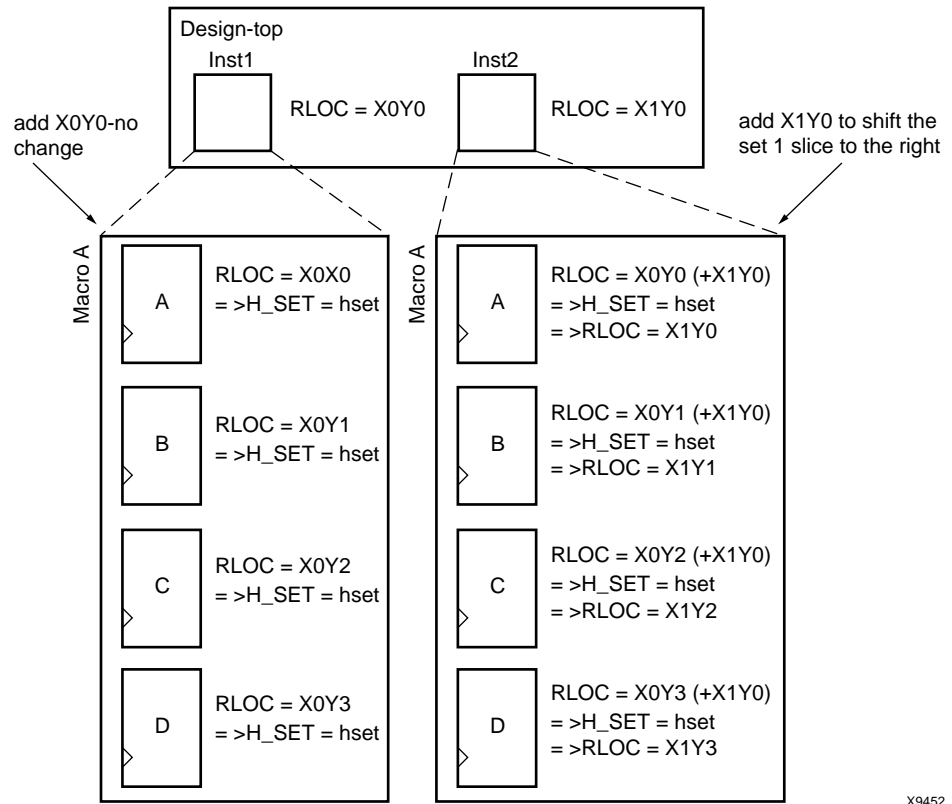 Design-top
Inst1
Inst2
RLOC = X0Y0
RLOC = X1Y0
add X0Y0-no
change
add X1Y0 to shift the
set 1 slice to the right
Macro A
A
RLOC = X0X0
= >H_SET = hset
B
RLOC = X0Y1
= >H_SET = hset
C
RLOC = X0Y2
= >H_SET = hset
D
RLOC = X0Y3
= >H_SET = hset
Macro A
A
RLOC = X0Y0 (+X1Y0)
= >H_SET = hset
= >RLOC = X1Y0
B
RLOC = X0Y1 (+X1Y0)
= >H_SET = hset
= >RLOC = X1Y1
C
RLOC = X0Y2 (+X1Y0)
= >H_SET = hset
= >RLOC = X1Y2
D
RLOC = X0Y3 (+X1Y0)
= >H_SET = hset
= >RLOC = X1Y3
X9452